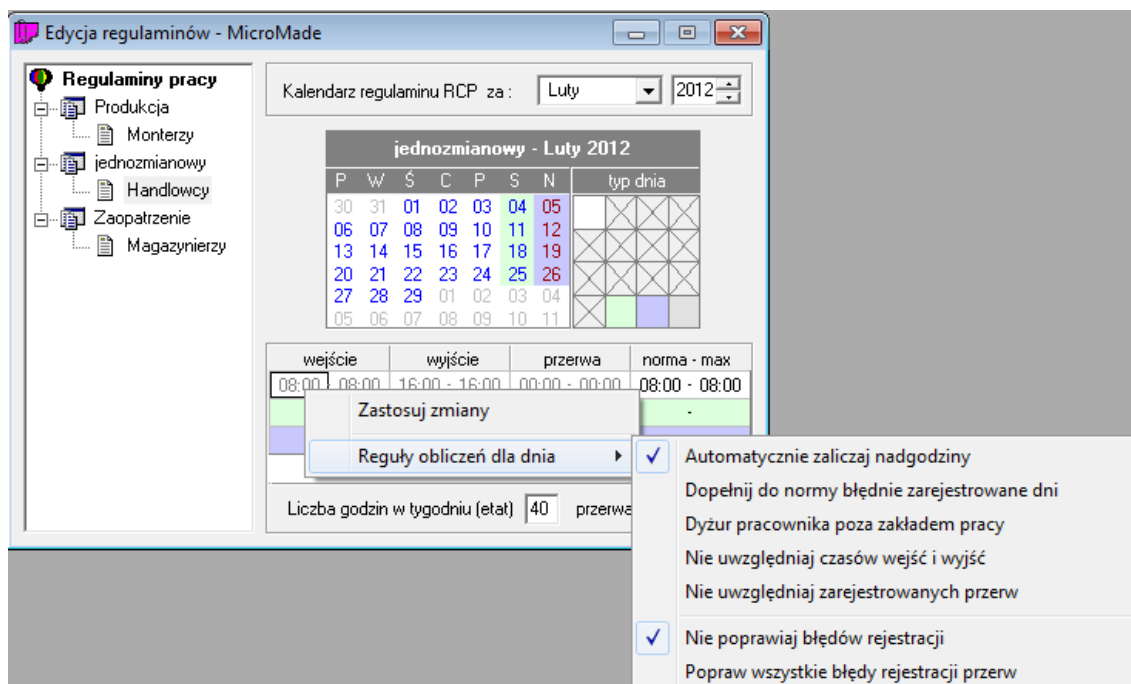 Edycja regulaminów - MicroMade
Regulaminy pracy
Produkcja
Monterzy
jednozmianowy
Handlowcy
Zaopatrzenie
Magazynierzy
Kalendarz regulaminu RCP za : Luty 2012
jednozmianowy - Luty 2012
P W Ś C P S N typ dnia
30 31 01 02 03 04 05
06 07 08 09 10 11 12
13 14 15 16 17 18 19
20 21 22 23 24 25 26
27 28 29 01 02 03 04
05 06 07 08 09 10 11
wejście wyjście przerwa norma - max
08:00 - 08:00 16:00 - 16:00 00:00 - 00:00 08:00 - 08:00
-
Zastosuj zmiany
Reguły obliczeń dla dnia
Liczba godzin w tygodniu (etat) 40 przerwa
Automatycznie zaliczaj nadgodziny
Dopełnij do normy błędnie zarejestrowane dni
Dyżur pracownika poza zakładem pracy
Nie uwzględniaj czasów wejść i wyjść
Nie uwzględniaj zarejestrowanych przerw
Nie poprawiaj błędów rejestracji
Popraw wszystkie błędy rejestracji przerw